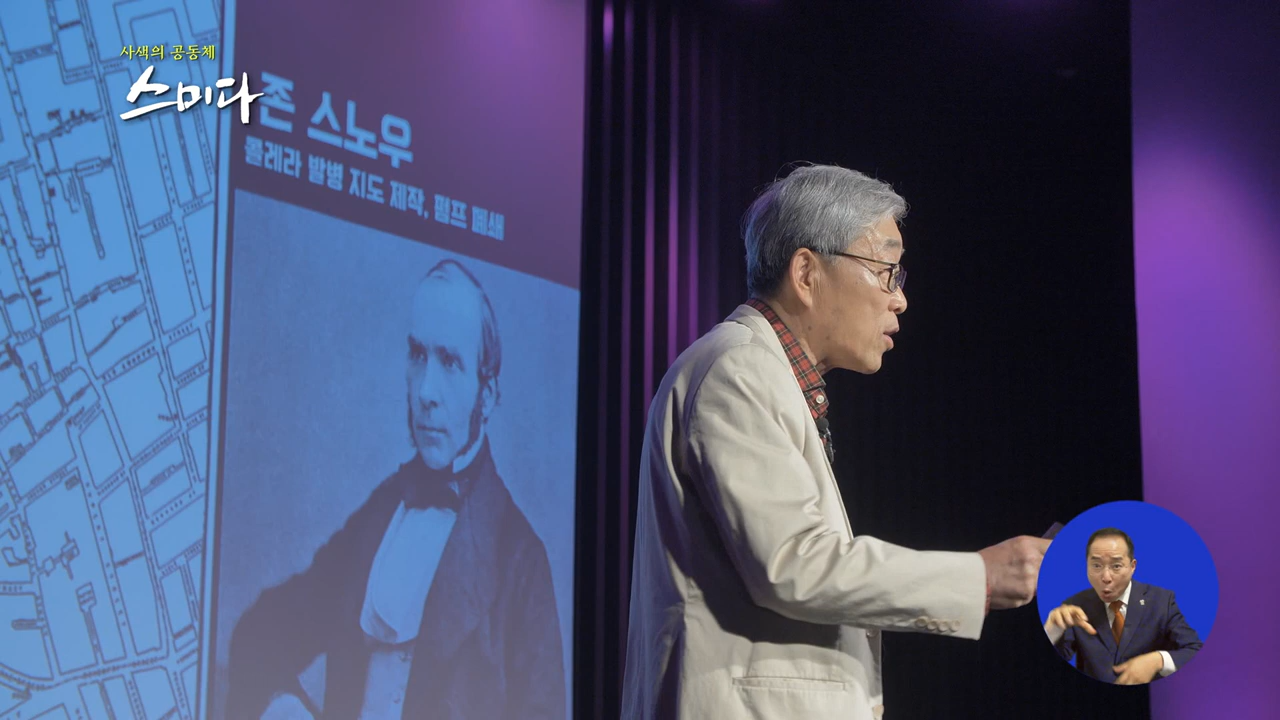 사색의 공동체
스미다
존 스노우
콜레라 발병 지도 제작, 펌프 폐쇄